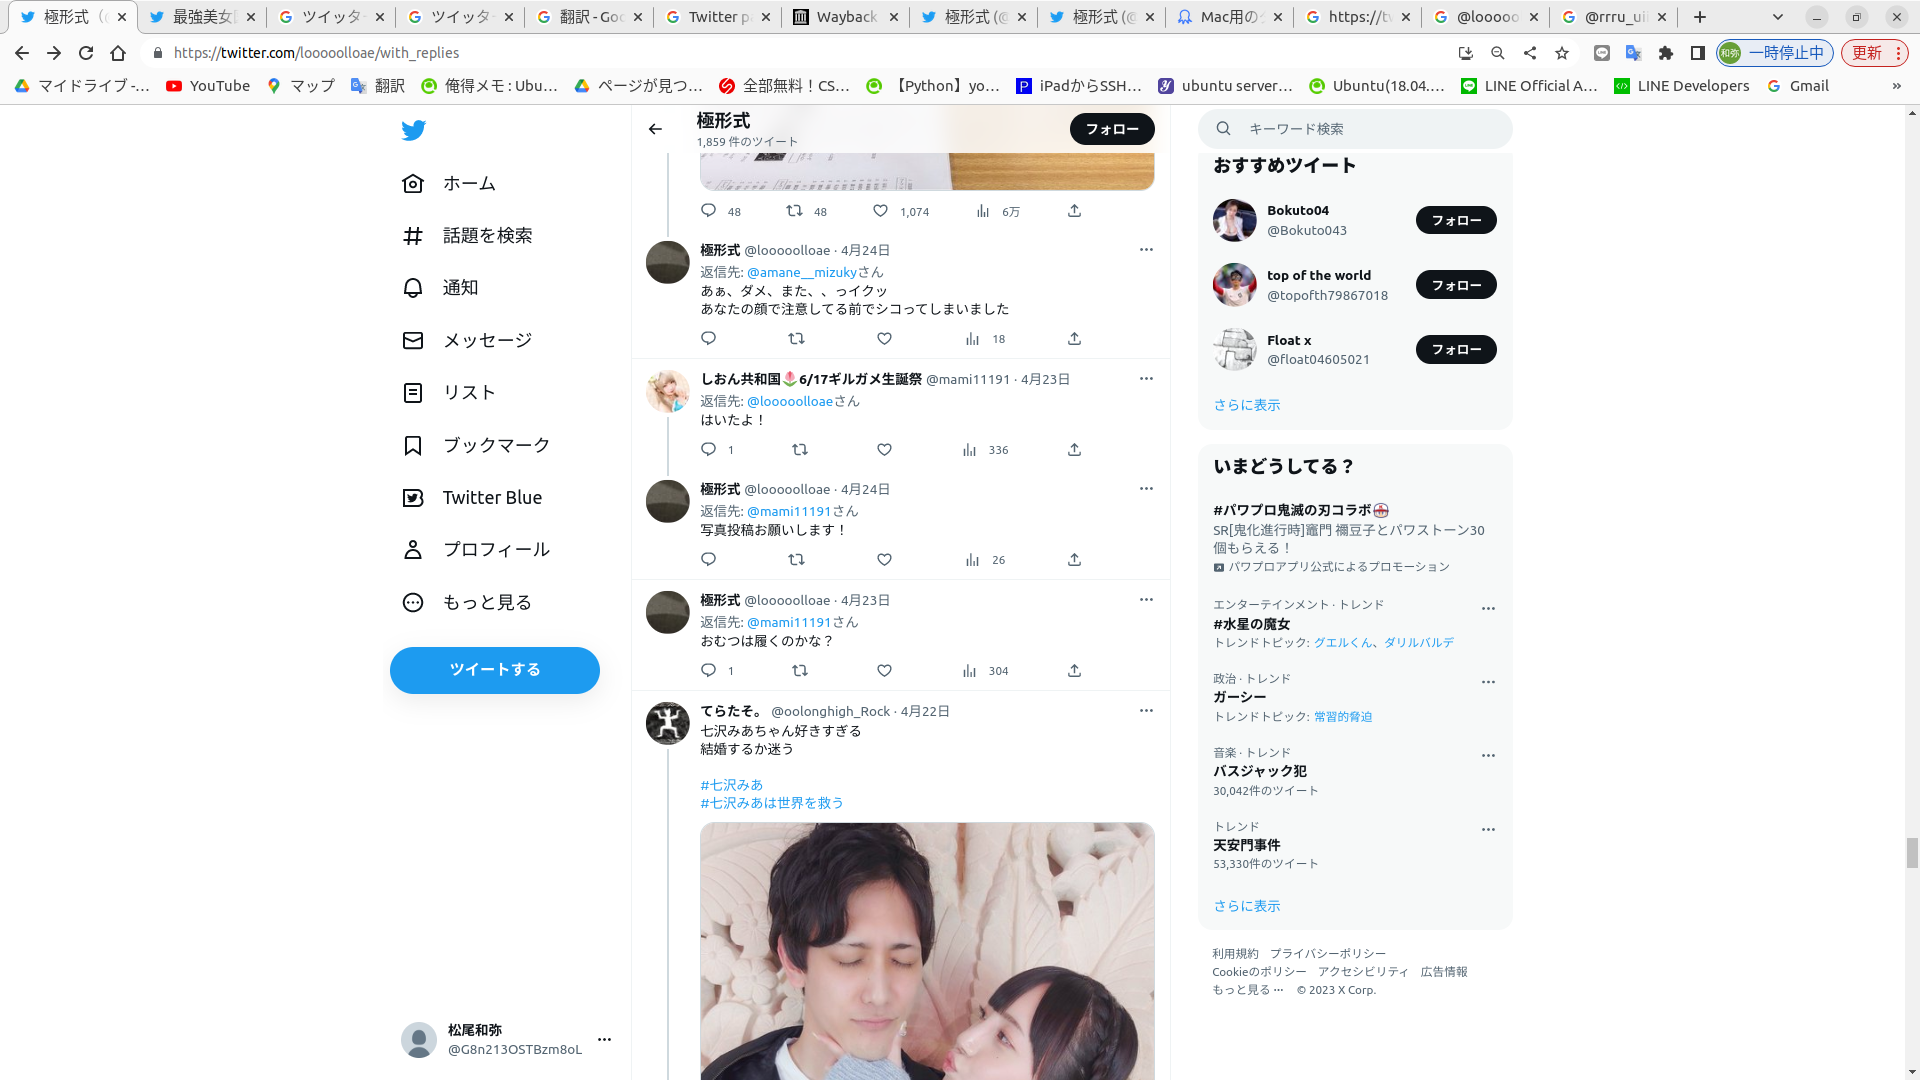 極形式 (@
最強美女図
ツイッター
ツイッター
翻訳 - Goo
Twitter p
Wayback
極形式 (@
極形式 (@
Mac用の
https://tw
@looooo
@rrru_uii
https://twitter.com/looooolloae/with_replies
和弥 一時停止中
更新
マイドライブ -...
YouTube
マップ
翻訳
俺得メモ : Ubu...
ページが見つ...
全部無料！CS...
【Python】yo...
iPadからSSH...
ubuntu server...
Ubuntu(18.04....
LINE Official A...
LINE Developers
Gmail
»
ホーム
話題を検索
通知
メッセージ
リスト
ブックマーク
Twitter Blue
プロフィール
もっと見る
ツイートする
松尾和弥
@G8n213OSTBzm8oL
極形式
1,859 件のツイート
フォロー
48 48 1,074 6万
極形式 @looooolloae · 4月24日
返信先: @amane__mizukyさん
あぁ、ダメ、また、、っイクッ
あなたの顔で注意してる前でシコってしまいました
18
しおん共和国🌷6/17ギルガメ生誕祭 @mami11191 · 4月23日
返信先: @looooolloaeさん
はいたよ！
1 336
極形式 @looooolloae · 4月24日
返信先: @mami11191さん
写真投稿お願いします！
26
極形式 @looooolloae · 4月23日
返信先: @mami11191さん
おむつは履くのかな？
1 304
てらたそ。 @oolonghigh_Rock · 4月22日
七沢みあちゃん好きすぎる
結婚するか迷う
#七沢みあ
#七沢みあは世界を救う
キーワード検索
おすすめツイート
Bokuto04
@Bokuto043
フォロー
top of the world
@topofth79867018
フォロー
Float x
@float04605021
フォロー
さらに表示
いまどうしてる？
#パワプロ鬼滅の刃コラボ
SR[鬼化進行時]竈門 禰豆子とパワストーン30
個もらえる！
パワプロアプリ公式によるプロモーション
エンターテインメント · トレンド
#水星の魔女
トレンドトピック: グエルくん、ダリルバルデ
政治 · トレンド
ガーシー
トレンドトピック: 常習的脅迫
音楽 · トレンド
バスジャック犯
30,042件のツイート
トレンド
天安門事件
53,330件のツイート
さらに表示
利用規約 プライバシーポリシー
Cookieのポリシー アクセシビリティ 広告情報
もっと見る ··· © 2023 X Corp.